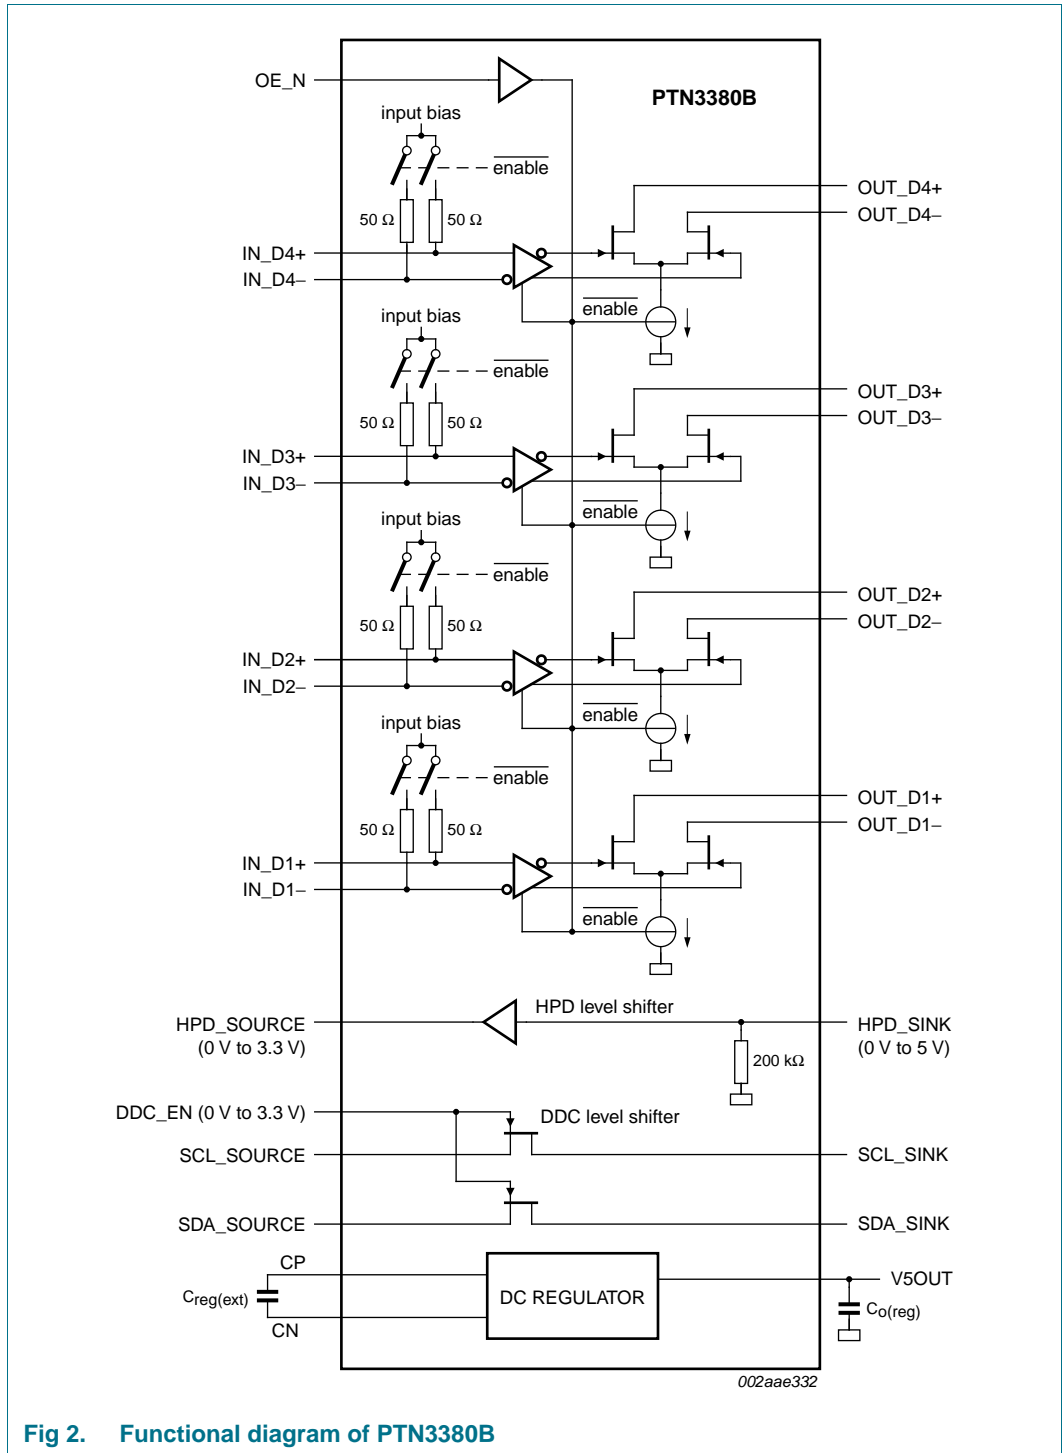 OE_N
PTN3380B
input bias
enable
50 Ω 50 Ω
OUT_D4+
OUT_D4−
IN_D4+
IN_D4−
enable
input bias
enable
50 Ω 50 Ω
OUT_D3+
OUT_D3−
IN_D3+
IN_D3−
enable
input bias
enable
50 Ω 50 Ω
OUT_D2+
OUT_D2−
IN_D2+
IN_D2−
enable
input bias
enable
50 Ω 50 Ω
OUT_D1+
OUT_D1−
IN_D1+
IN_D1−
enable
HPD level shifter
HPD_SOURCE
(0 V to 3.3 V)
HPD_SINK
(0 V to 5 V)
200 kΩ
DDC_EN (0 V to 3.3 V)
DDC level shifter
SCL_SOURCE
SCL_SINK
SDA_SOURCE
SDA_SINK
CP
Creg(ext)
CN
DC REGULATOR
V5OUT
Co(reg)
002aae332
Fig 2. Functional diagram of PTN3380B